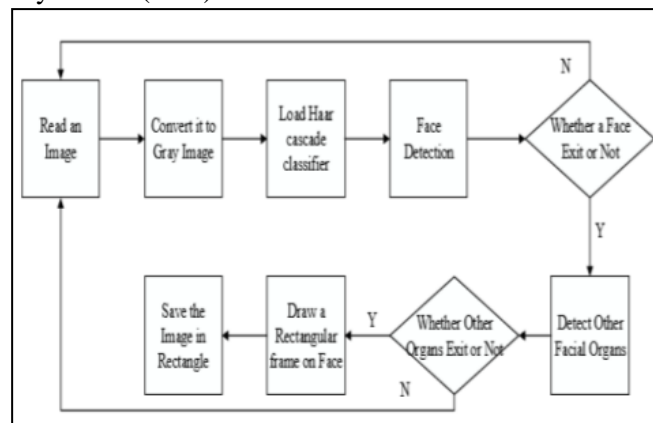 N
Read an
Image
Convert it to
Gray Image
Load Haar
cascade
classifier
Face
Detection
Whether a Face
Exit or Not
Y
Detect Other
Facial Organs
Whether Other
Organs Exit or Not
Y
N
Draw a
Rectangular
frame on Face
Save the
Image in
Rectangle